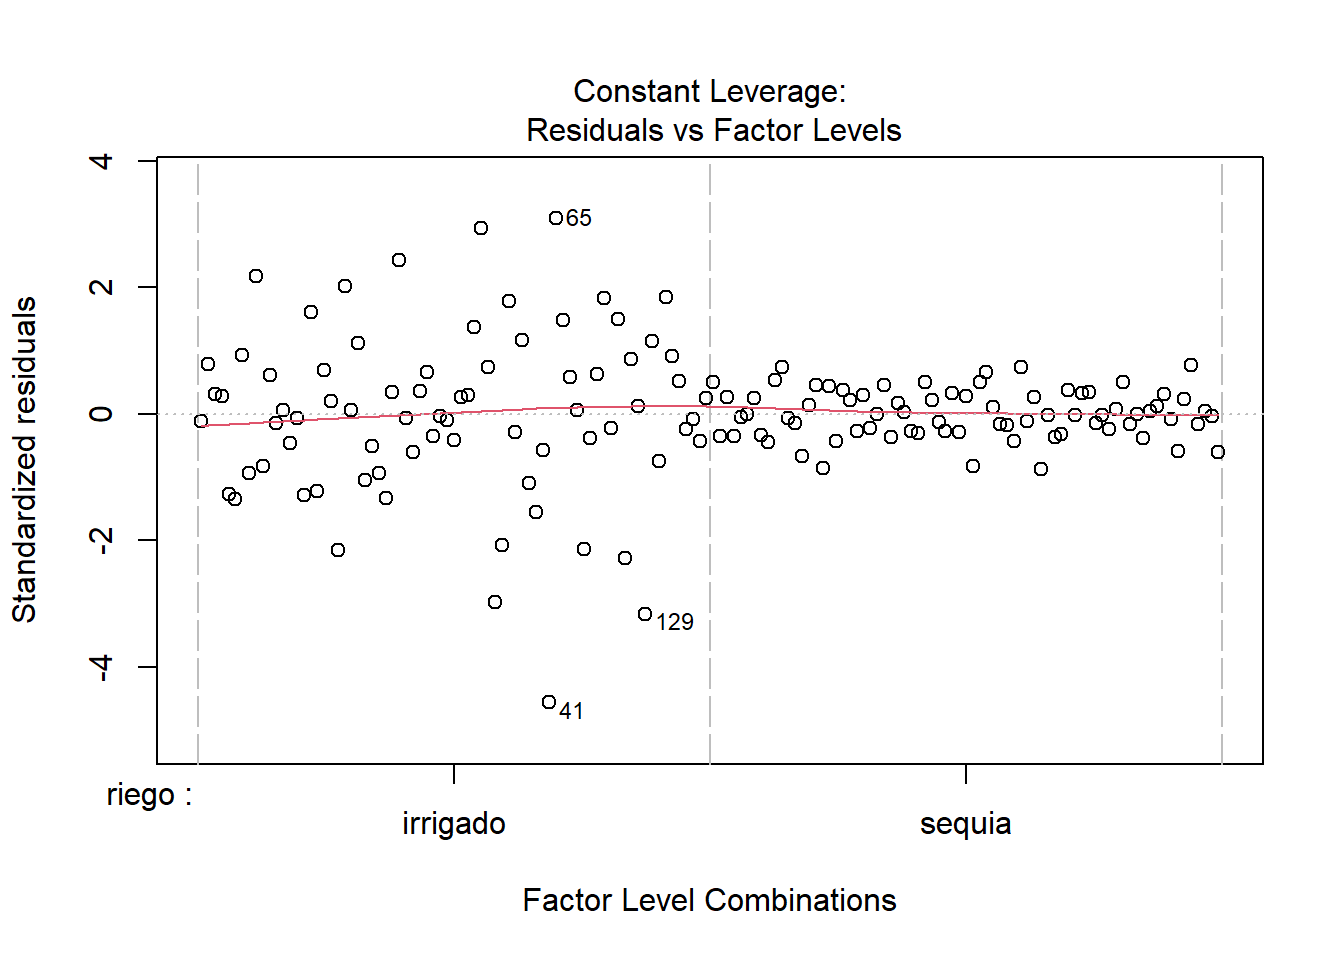 Constant Leverage:
Residuals vs Factor Levels
Standardized residuals
4
2
0
-2
-4
65
129
41
riego :
irrigado
sequia
Factor Level Combinations